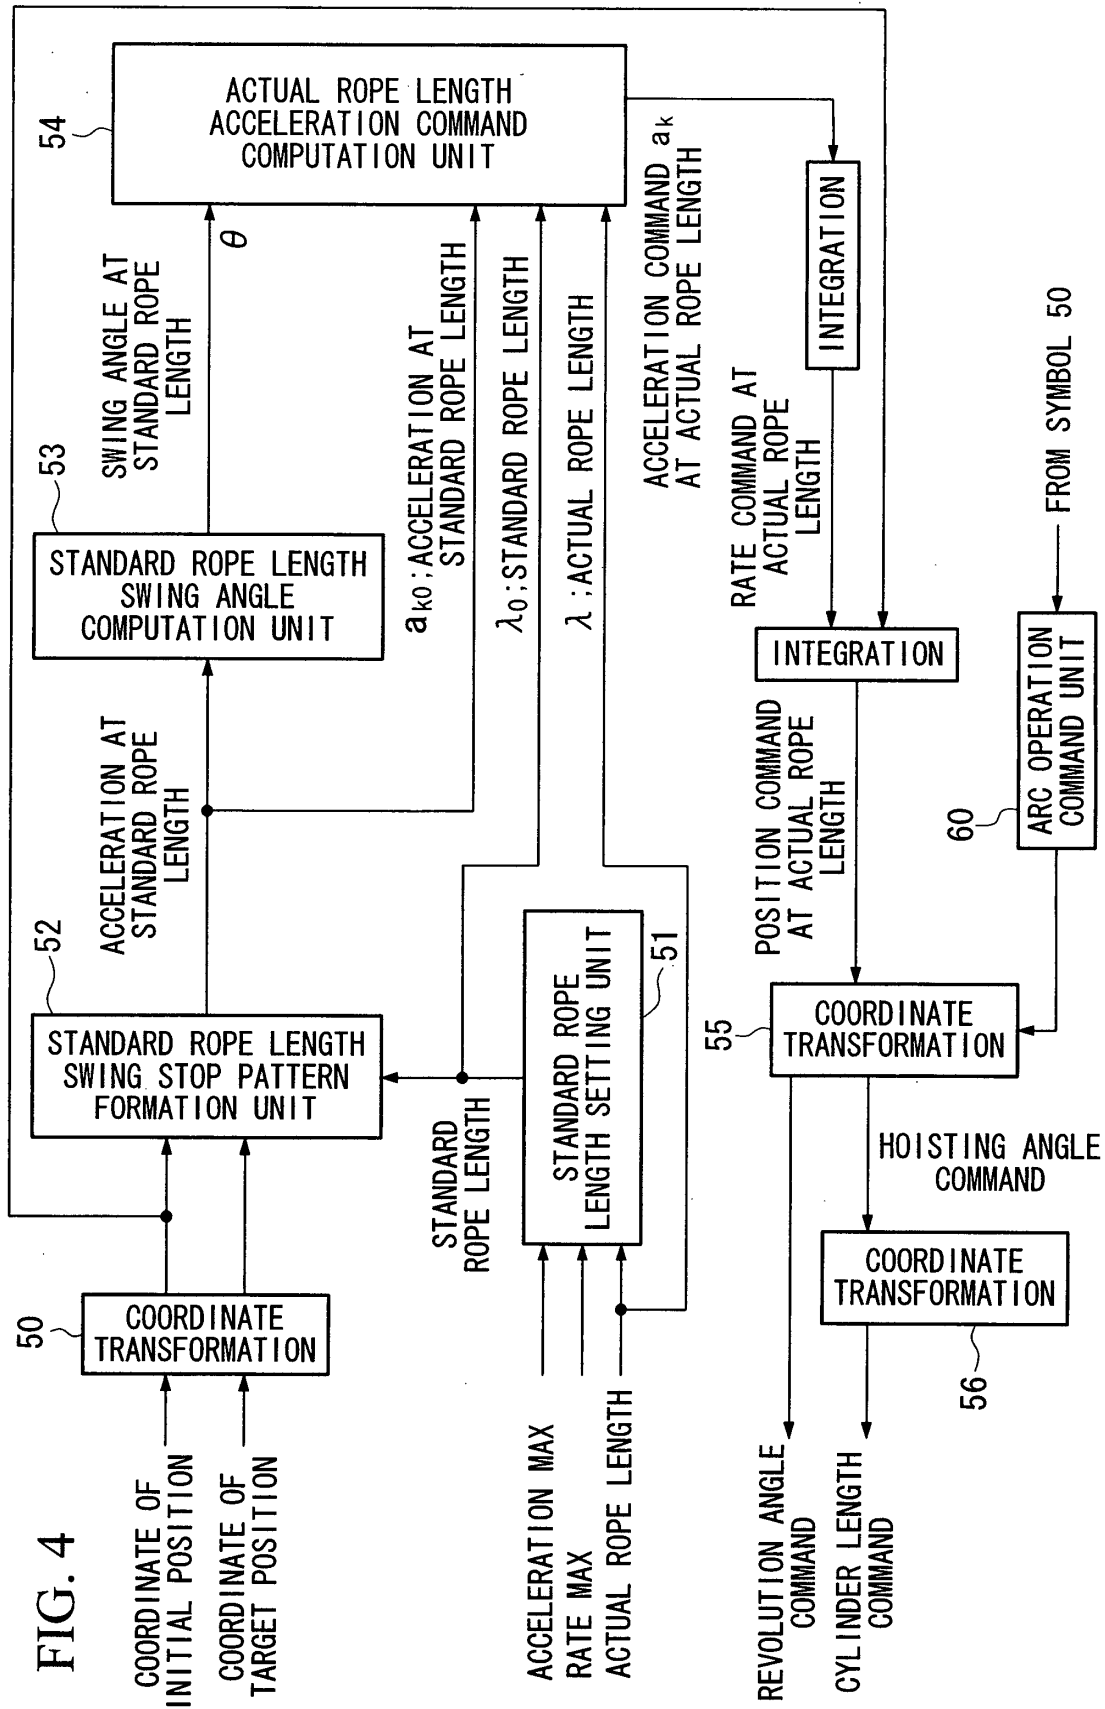 FIG. 4
COORDINATE OF
INITIAL POSITION
COORDINATE OF
TARGET POSITION
50
COORDINATE
TRANSFORMATION
52
STANDARD ROPE LENGTH
SWING STOP PATTERN
FORMATION UNIT
ACCELERATION AT
STANDARD ROPE
LENGTH
53
STANDARD ROPE LENGTH
SWING ANGLE
COMPUTATION UNIT
SWING ANGLE AT
STANDARD ROPE
LENGTH
θ
54
ACTUAL ROPE LENGTH
ACCELERATION COMMAND
COMPUTATION UNIT
ak0;ACCELERATION AT
STANDARD ROPE LENGTH
λ0;STANDARD ROPE LENGTH
λ;ACTUAL ROPE LENGTH
STANDARD
ROPE LENGTH
STANDARD ROPE
LENGTH SETTING UNIT
51
ACCELERATION MAX
RATE MAX
ACTUAL ROPE LENGTH
ACCELERATION COMMAND ak
AT ACTUAL ROPE LENGTH
INTEGRATION
RATE COMMAND AT
ACTUAL ROPE
LENGTH
INTEGRATION
POSITION COMMAND
AT ACTUAL ROPE
LENGTH
55
COORDINATE
TRANSFORMATION
FROM SYMBOL 50
ARC OPERATION
COMMAND UNIT
60
HOISTING ANGLE
COMMAND
COORDINATE
TRANSFORMATION
56
REVOLUTION ANGLE
COMMAND
CYLINDER LENGTH
COMMAND